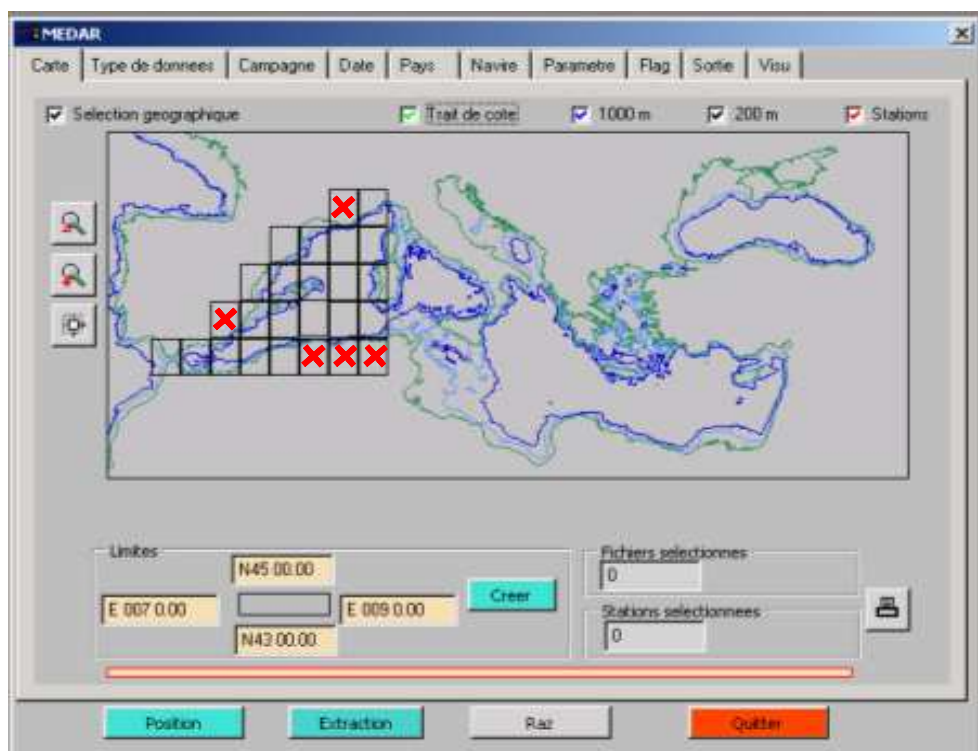 MEDAR
Carte Type de donnees Campagne Date Pays Navire Parametre Flag Sortie Visu
Selection geographique Trait de cote 1000 m 200 m Stations
Limites
N45 00.00
E 007 0.00 E 009 0.00
N43 00.00
Creer
Fichiers selectionnes
0
Stations selectionnees
0
Position Extraction Raz Quitter